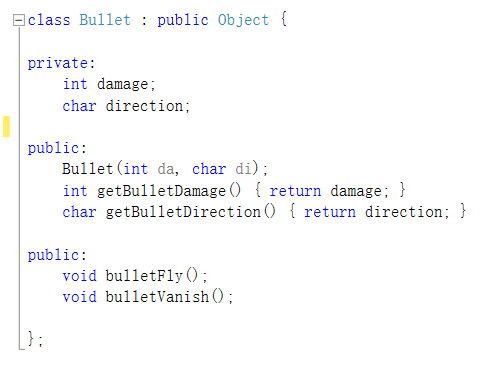 class Bullet : public Object {
private:
int damage;
char direction;
public:
Bullet(int da, char di);
int getBulletDamage() { return damage; }
char getBulletDirection() { return direction; }
public:
void bulletFly();
void bulletVanish();
};